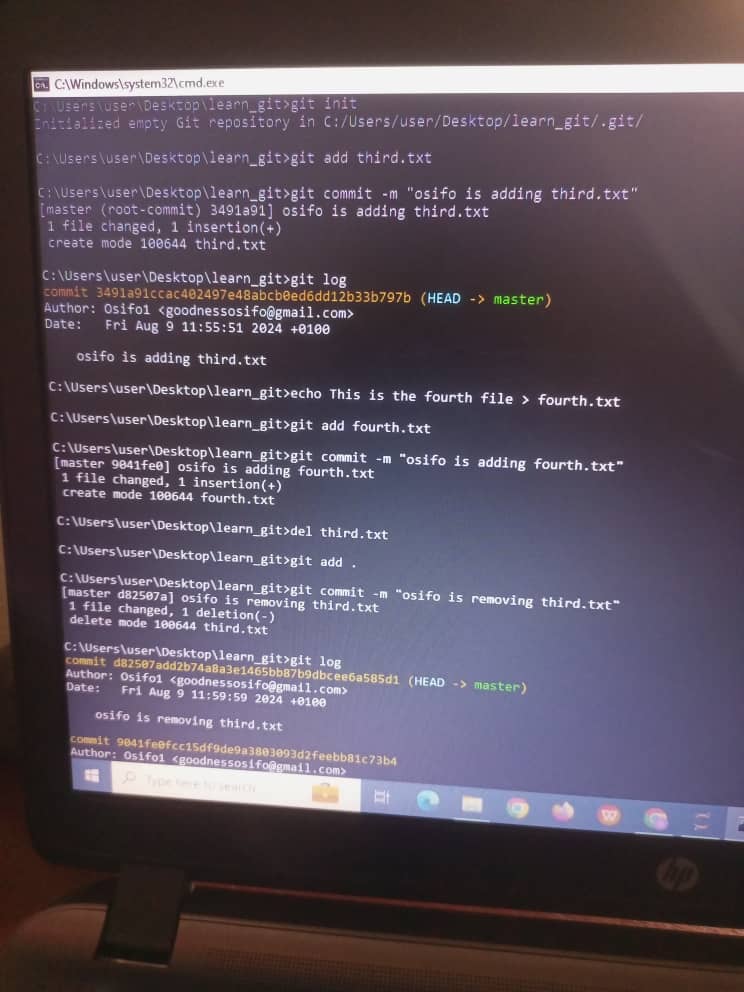 C:\Windows\system32\cmd.exe
C:\Users\user\Desktop\learn_git>git init
Initialized empty Git repository in C:/Users/user/Desktop/learn_git/.git/
C:\Users\user\Desktop\learn_git>git add third.txt
C:\Users\user\Desktop\learn_git>git commit -m "osifo is adding third.txt"
[master (root-commit) 3491a91] osifo is adding third.txt
1 file changed, 1 insertion(+)
create mode 100644 third.txt
C:\Users\user\Desktop\learn_git>git log
commit 3491a91ccac402497e48abcb0ed6dd12b33b797b (HEAD -> master)
Author: Osifo1 <goodnessosifo@gmail.com>
Date:   Fri Aug 9 11:55:51 2024 +0100
osifo is adding third.txt
C:\Users\user\Desktop\learn_git>echo This is the fourth file > fourth.txt
C:\Users\user\Desktop\learn_git>git add fourth.txt
C:\Users\user\Desktop\learn_git>git commit -m "osifo is adding fourth.txt"
[master 9041fe0] osifo is adding fourth.txt
1 file changed, 1 insertion(+)
create mode 100644 fourth.txt
C:\Users\user\Desktop\learn_git>del third.txt
C:\Users\user\Desktop\learn_git>git add .
C:\Users\user\Desktop\learn_git>git commit -m "osifo is removing third.txt"
[master d82507a] osifo is removing third.txt
1 file changed, 1 deletion(-)
delete mode 100644 third.txt
C:\Users\user\Desktop\learn_git>git log
commit d82507add2b74a8a3e1465bb87b9dbcee6a585d1 (HEAD -> master)
Author: Osifo1 <goodnessosifo@gmail.com>
Date:   Fri Aug 9 11:59:59 2024 +0100
osifo is removing third.txt
commit 9041fe0fcc15df9de9a3803093d2feebb81c73b4
Author: Osifo1 <goodnessosifo@gmail.com>
Type here to search
hp